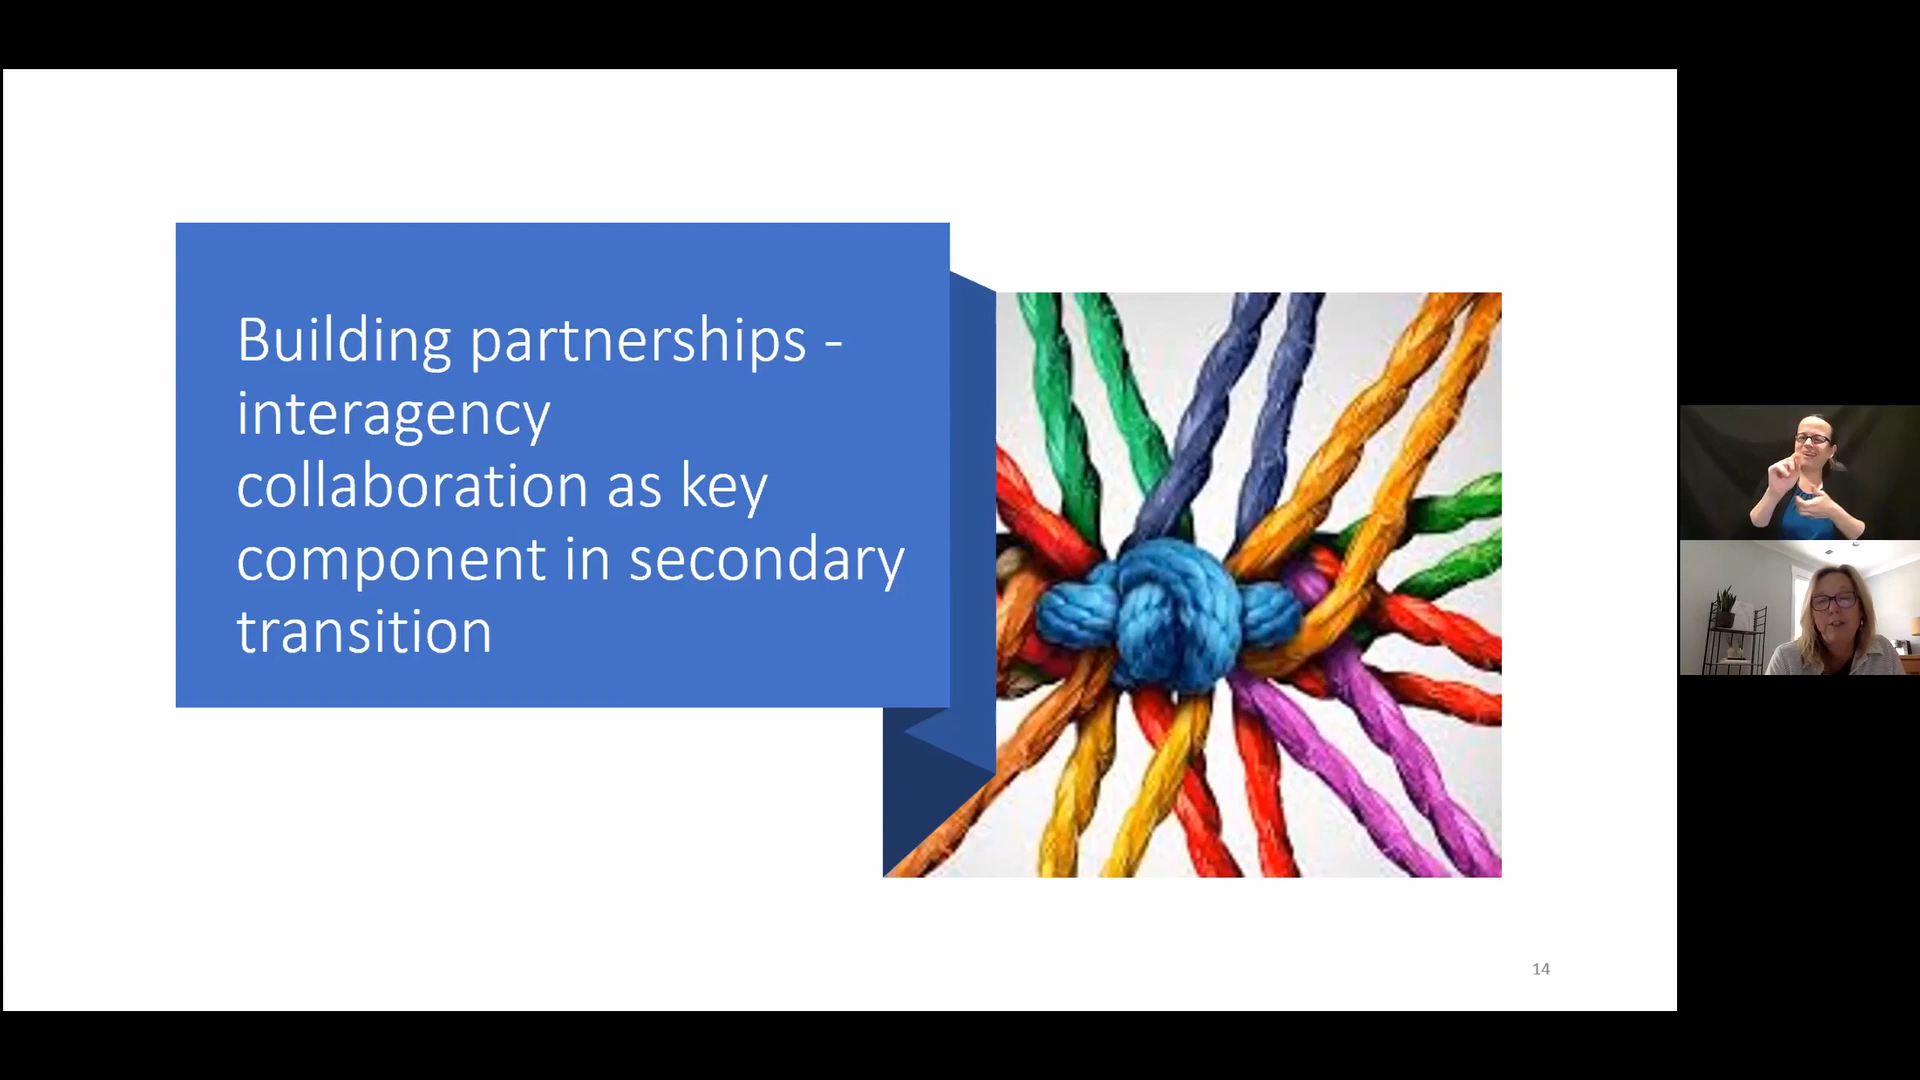 Building partnerships -
interagency
collaboration as key
component in secondary
transition
14